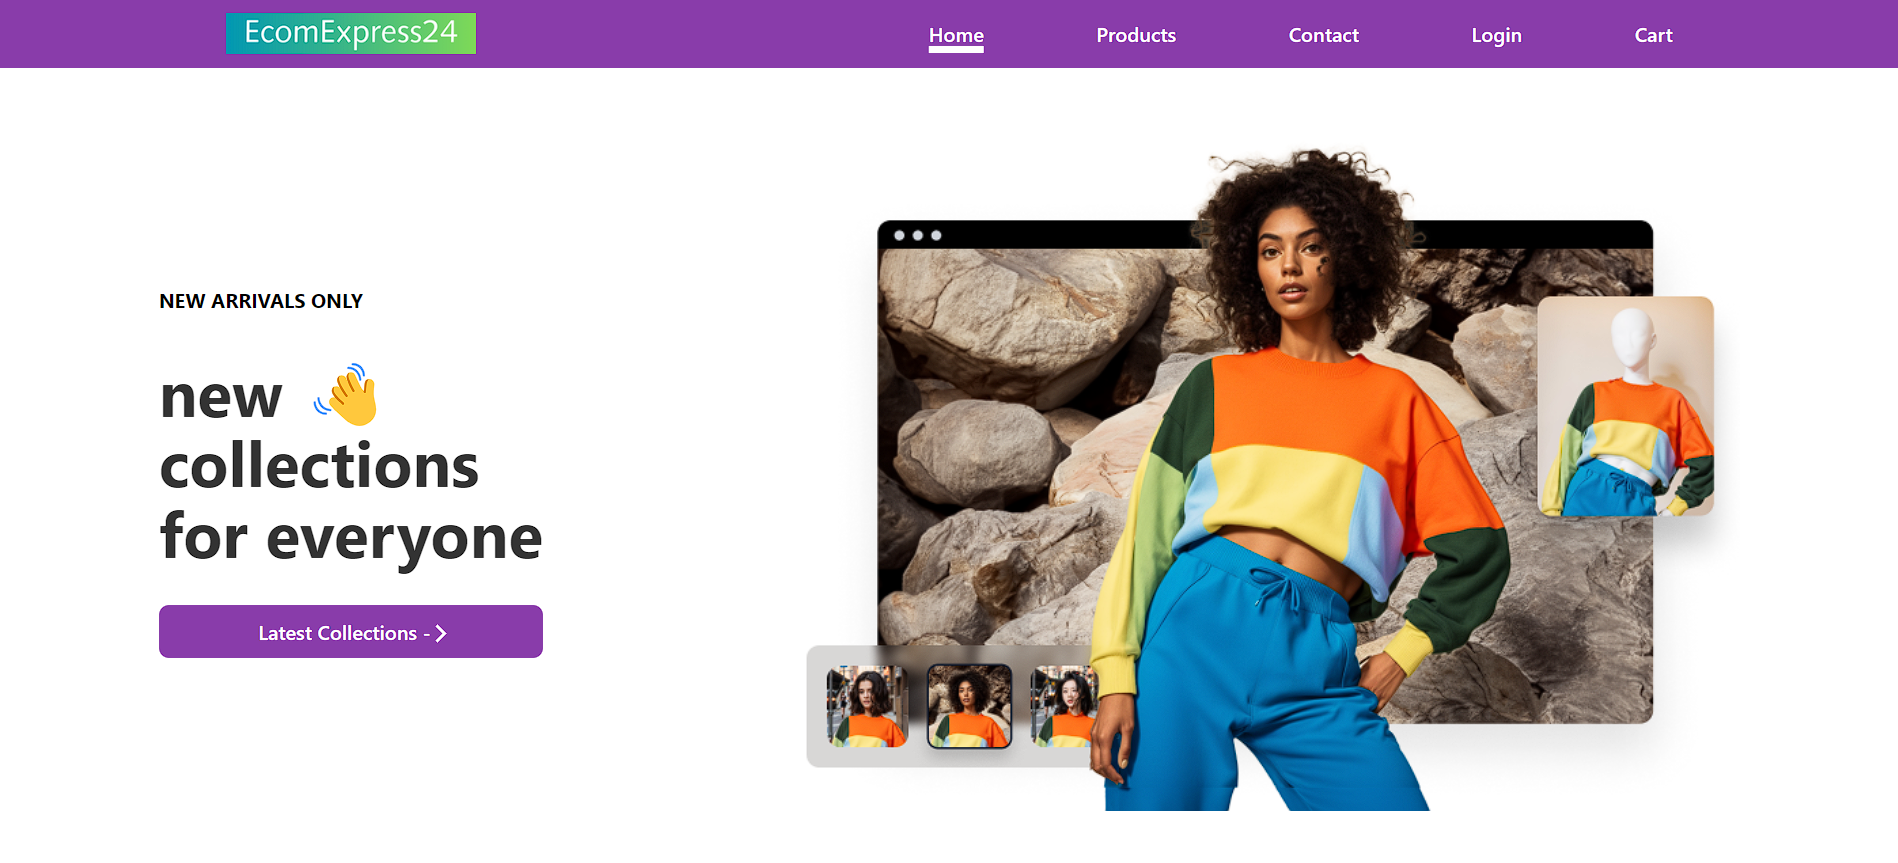 EcomExpress24
Home
Products
Contact
Login
Cart
NEW ARRIVALS ONLY
new 👋
collections
for everyone
Latest Collections -